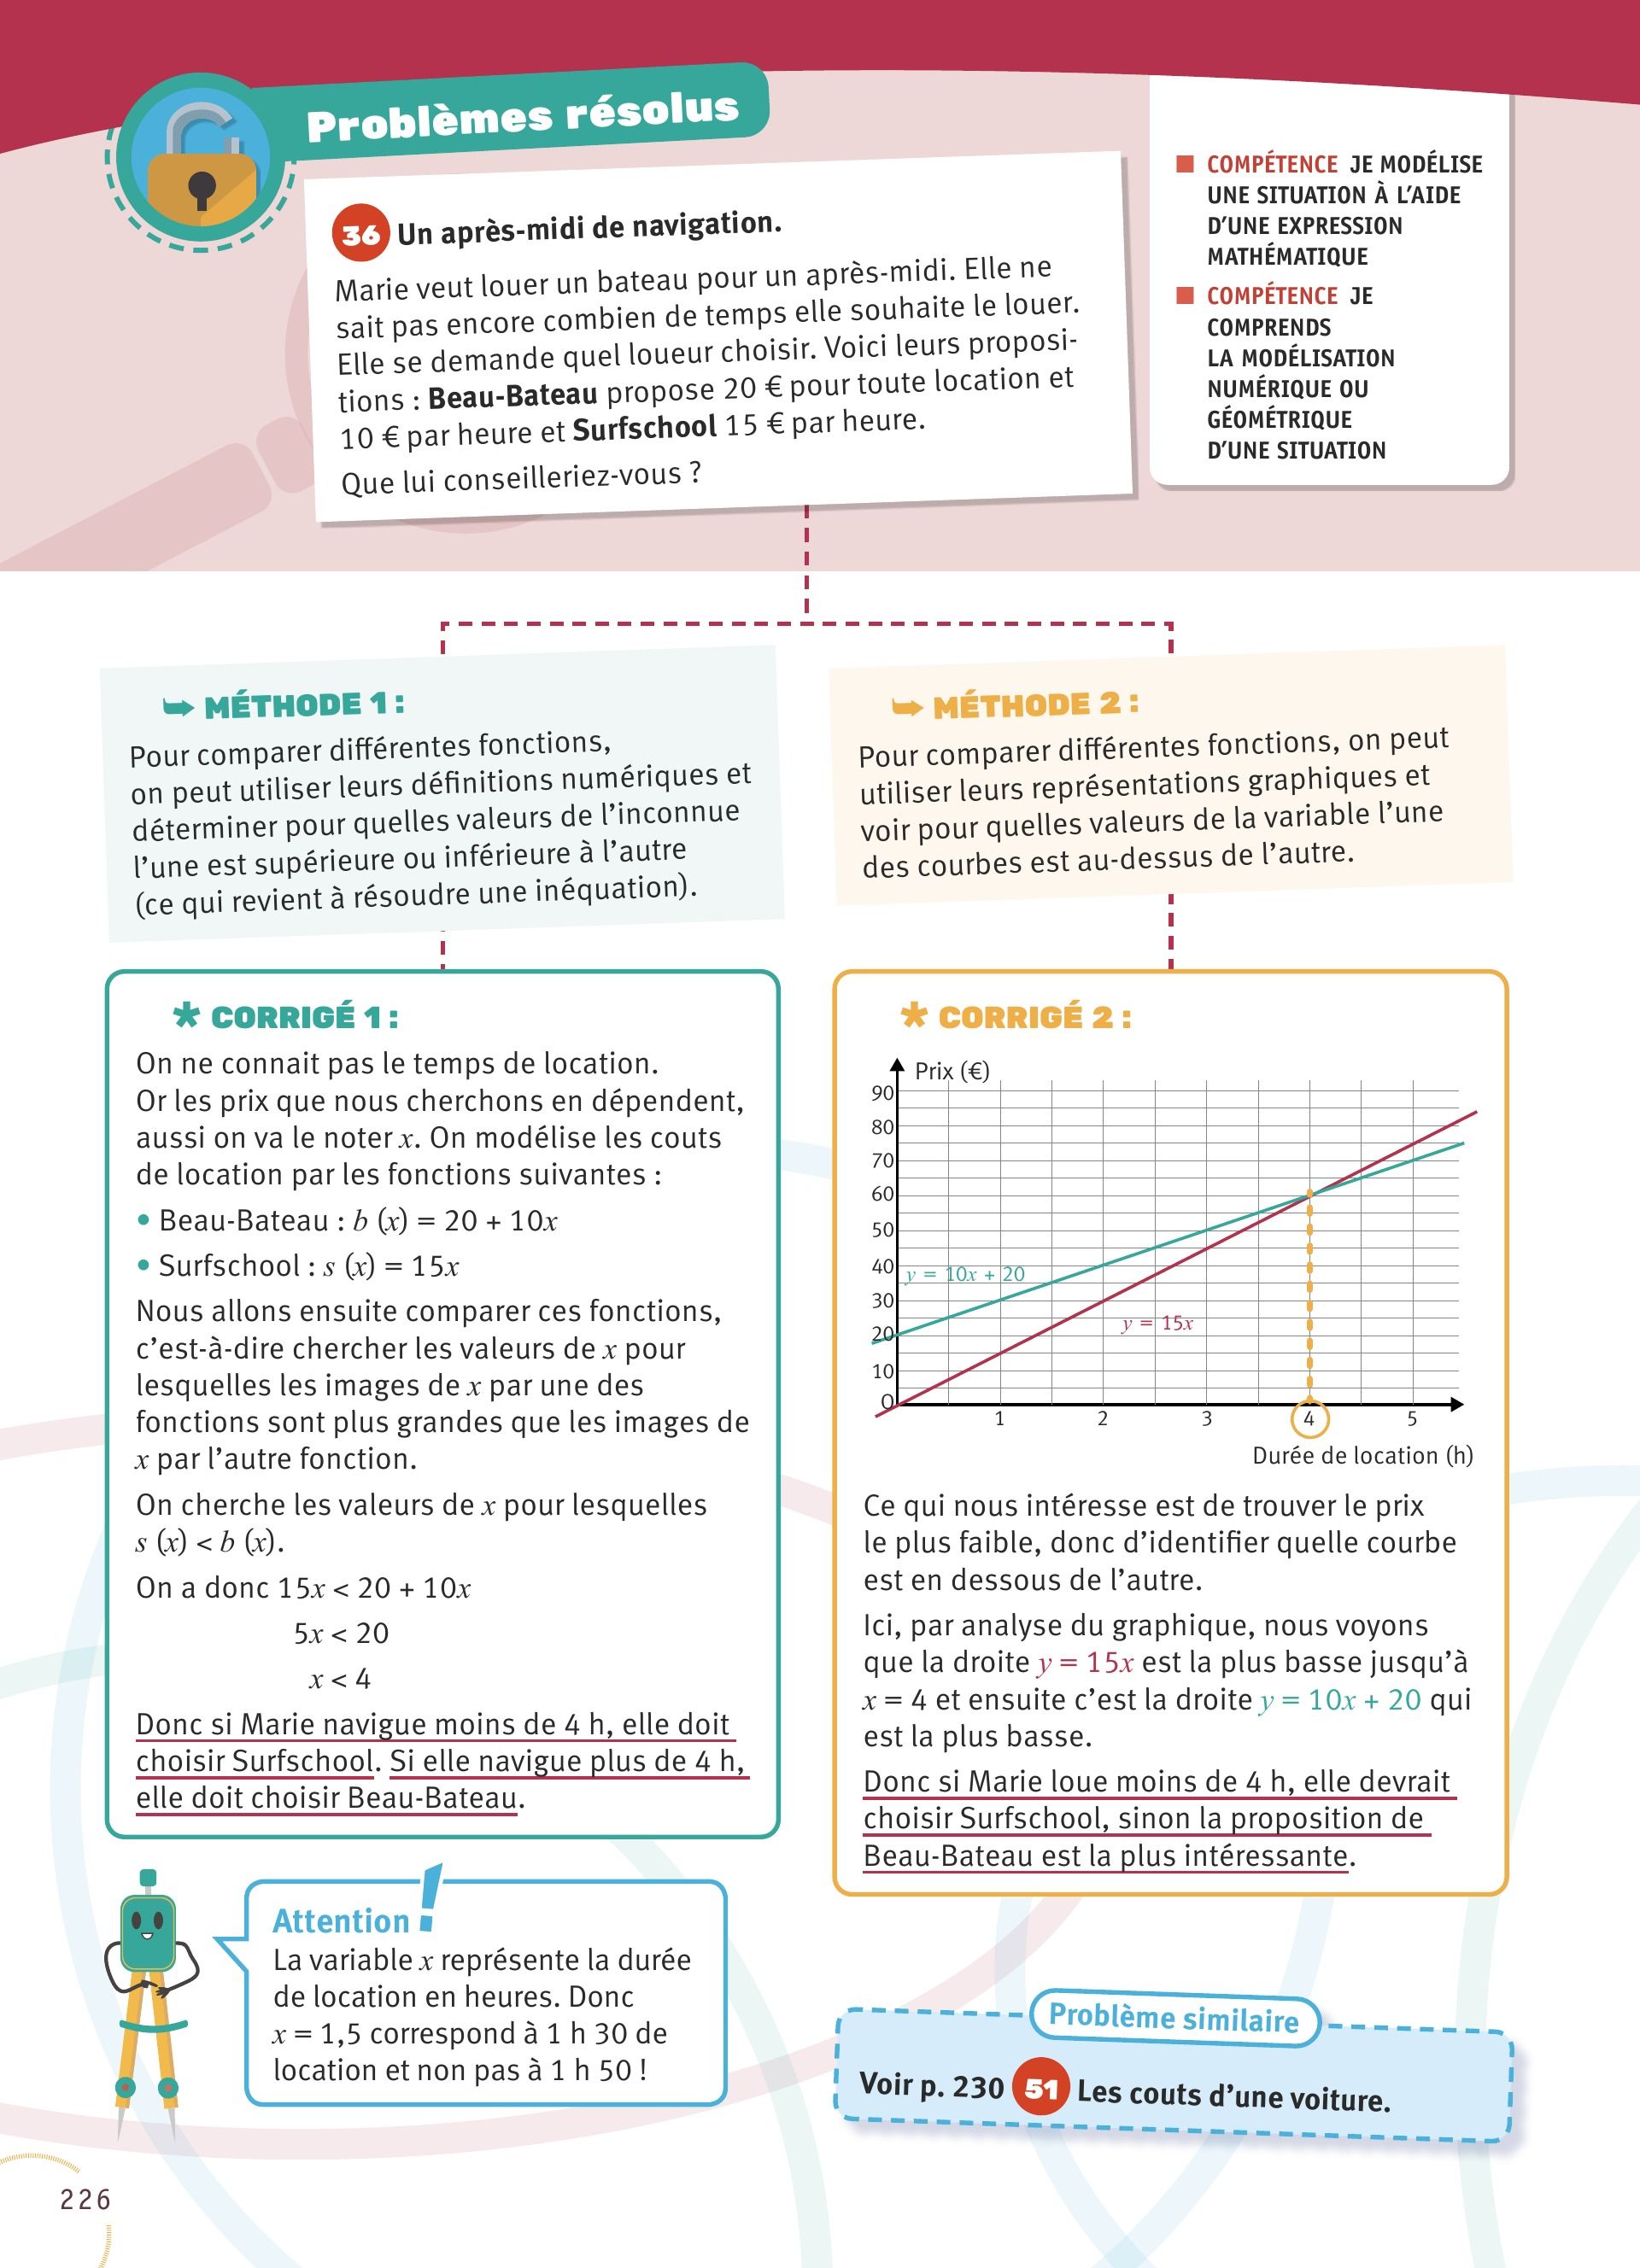 Problèmes résolus
36 Un après-midi de navigation.
Marie veut louer un bateau pour un après-midi. Elle ne
sait pas encore combien de temps elle souhaite le louer.
Elle se demande quel loueur choisir. Voici leurs proposi-
tions : Beau-Bateau propose 20 € pour toute location et
10 € par heure et Surfschool 15 € par heure.
Que lui conseilleriez-vous ?
COMPÉTENCE JE MODÉLISE
UNE SITUATION À L’AIDE
D’UNE EXPRESSION
MATHÉMATIQUE
COMPÉTENCE JE
COMPRENDS
LA MODÉLISATION
NUMÉRIQUE OU
GÉOMÉTRIQUE
D’UNE SITUATION
MÉTHODE 1 :
Pour comparer différentes fonctions,
on peut utiliser leurs définitions numériques et
déterminer pour quelles valeurs de l’inconnue
l’une est supérieure ou inférieure à l’autre
(ce qui revient à résoudre une inéquation).
MÉTHODE 2 :
Pour comparer différentes fonctions, on peut
utiliser leurs représentations graphiques et
voir pour quelles valeurs de la variable l’une
des courbes est au-dessus de l’autre.
* CORRIGÉ 1 :
On ne connait pas le temps de location.
Or les prix que nous cherchons en dépendent,
aussi on va le noter x. On modélise les couts
de location par les fonctions suivantes :
• Beau-Bateau : b (x) = 20 + 10x
• Surfschool : s (x) = 15x
Nous allons ensuite comparer ces fonctions,
c’est-à-dire chercher les valeurs de x pour
lesquelles les images de x par une des
fonctions sont plus grandes que les images de
x par l’autre fonction.
On cherche les valeurs de x pour lesquelles
s (x) < b (x).
On a donc 15x < 20 + 10x
5x < 20
x < 4
Donc si Marie navigue moins de 4 h, elle doit
choisir Surfschool. Si elle navigue plus de 4 h,
elle doit choisir Beau-Bateau.
* CORRIGÉ 2 :
Prix (€)
90
80
70
60
50
40
30
20
10
0
y = 10x + 20
y = 15x
1 2 3 4 5
Durée de location (h)
Ce qui nous intéresse est de trouver le prix
le plus faible, donc d’identifier quelle courbe
est en dessous de l’autre.
Ici, par analyse du graphique, nous voyons
que la droite y = 15x est la plus basse jusqu’à
x = 4 et ensuite c’est la droite y = 10x + 20 qui
est la plus basse.
Donc si Marie loue moins de 4 h, elle devrait
choisir Surfschool, sinon la proposition de
Beau-Bateau est la plus intéressante.
Attention !
La variable x représente la durée
de location en heures. Donc
x = 1,5 correspond à 1 h 30 de
location et non pas à 1 h 50 !
Problème similaire
Voir p. 230 51 Les couts d’une voiture.
226